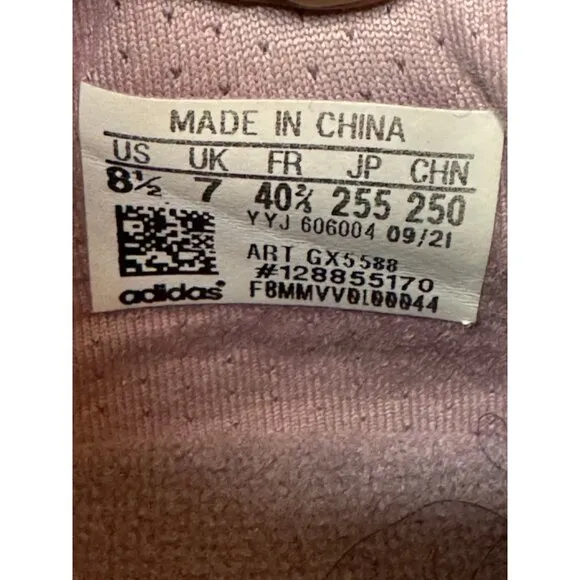 MADE IN CHINA
US UK FR JP CHN
8½ 7 40⅔ 255 250
YYJ 606004 09/21
ART GX5588
#128855170
adidas® FBMMVV0100044